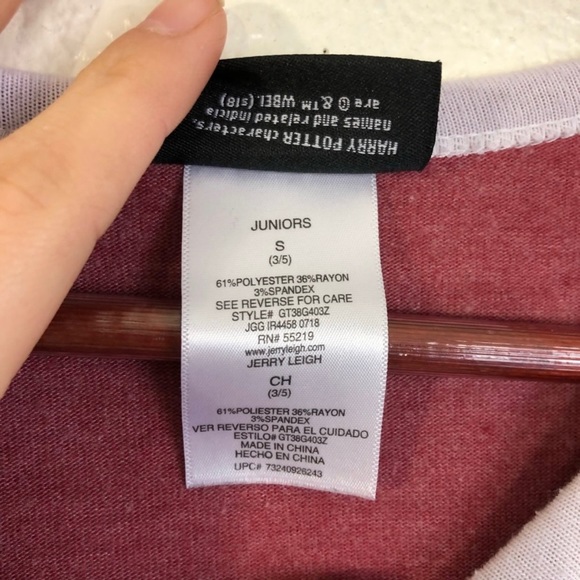 HARRY POTTER characters,
names and related indicia
are © & ™ WBEI. (s18)
JUNIORS
S
(3/5)
61%POLYESTER 36%RAYON
3%SPANDEX
SEE REVERSE FOR CARE
STYLE# GT38G403Z
JGG IR4458 0718
RN# 55219
www.jerryleigh.com
JERRY LEIGH
CH
(3/5)
61%POLIESTER 36%RAYON
3%SPANDEX
VER REVERSO PARA EL CUIDADO
ESTILO# GT38G403Z
MADE IN CHINA
HECHO EN CHINA
UPC# 73240926243